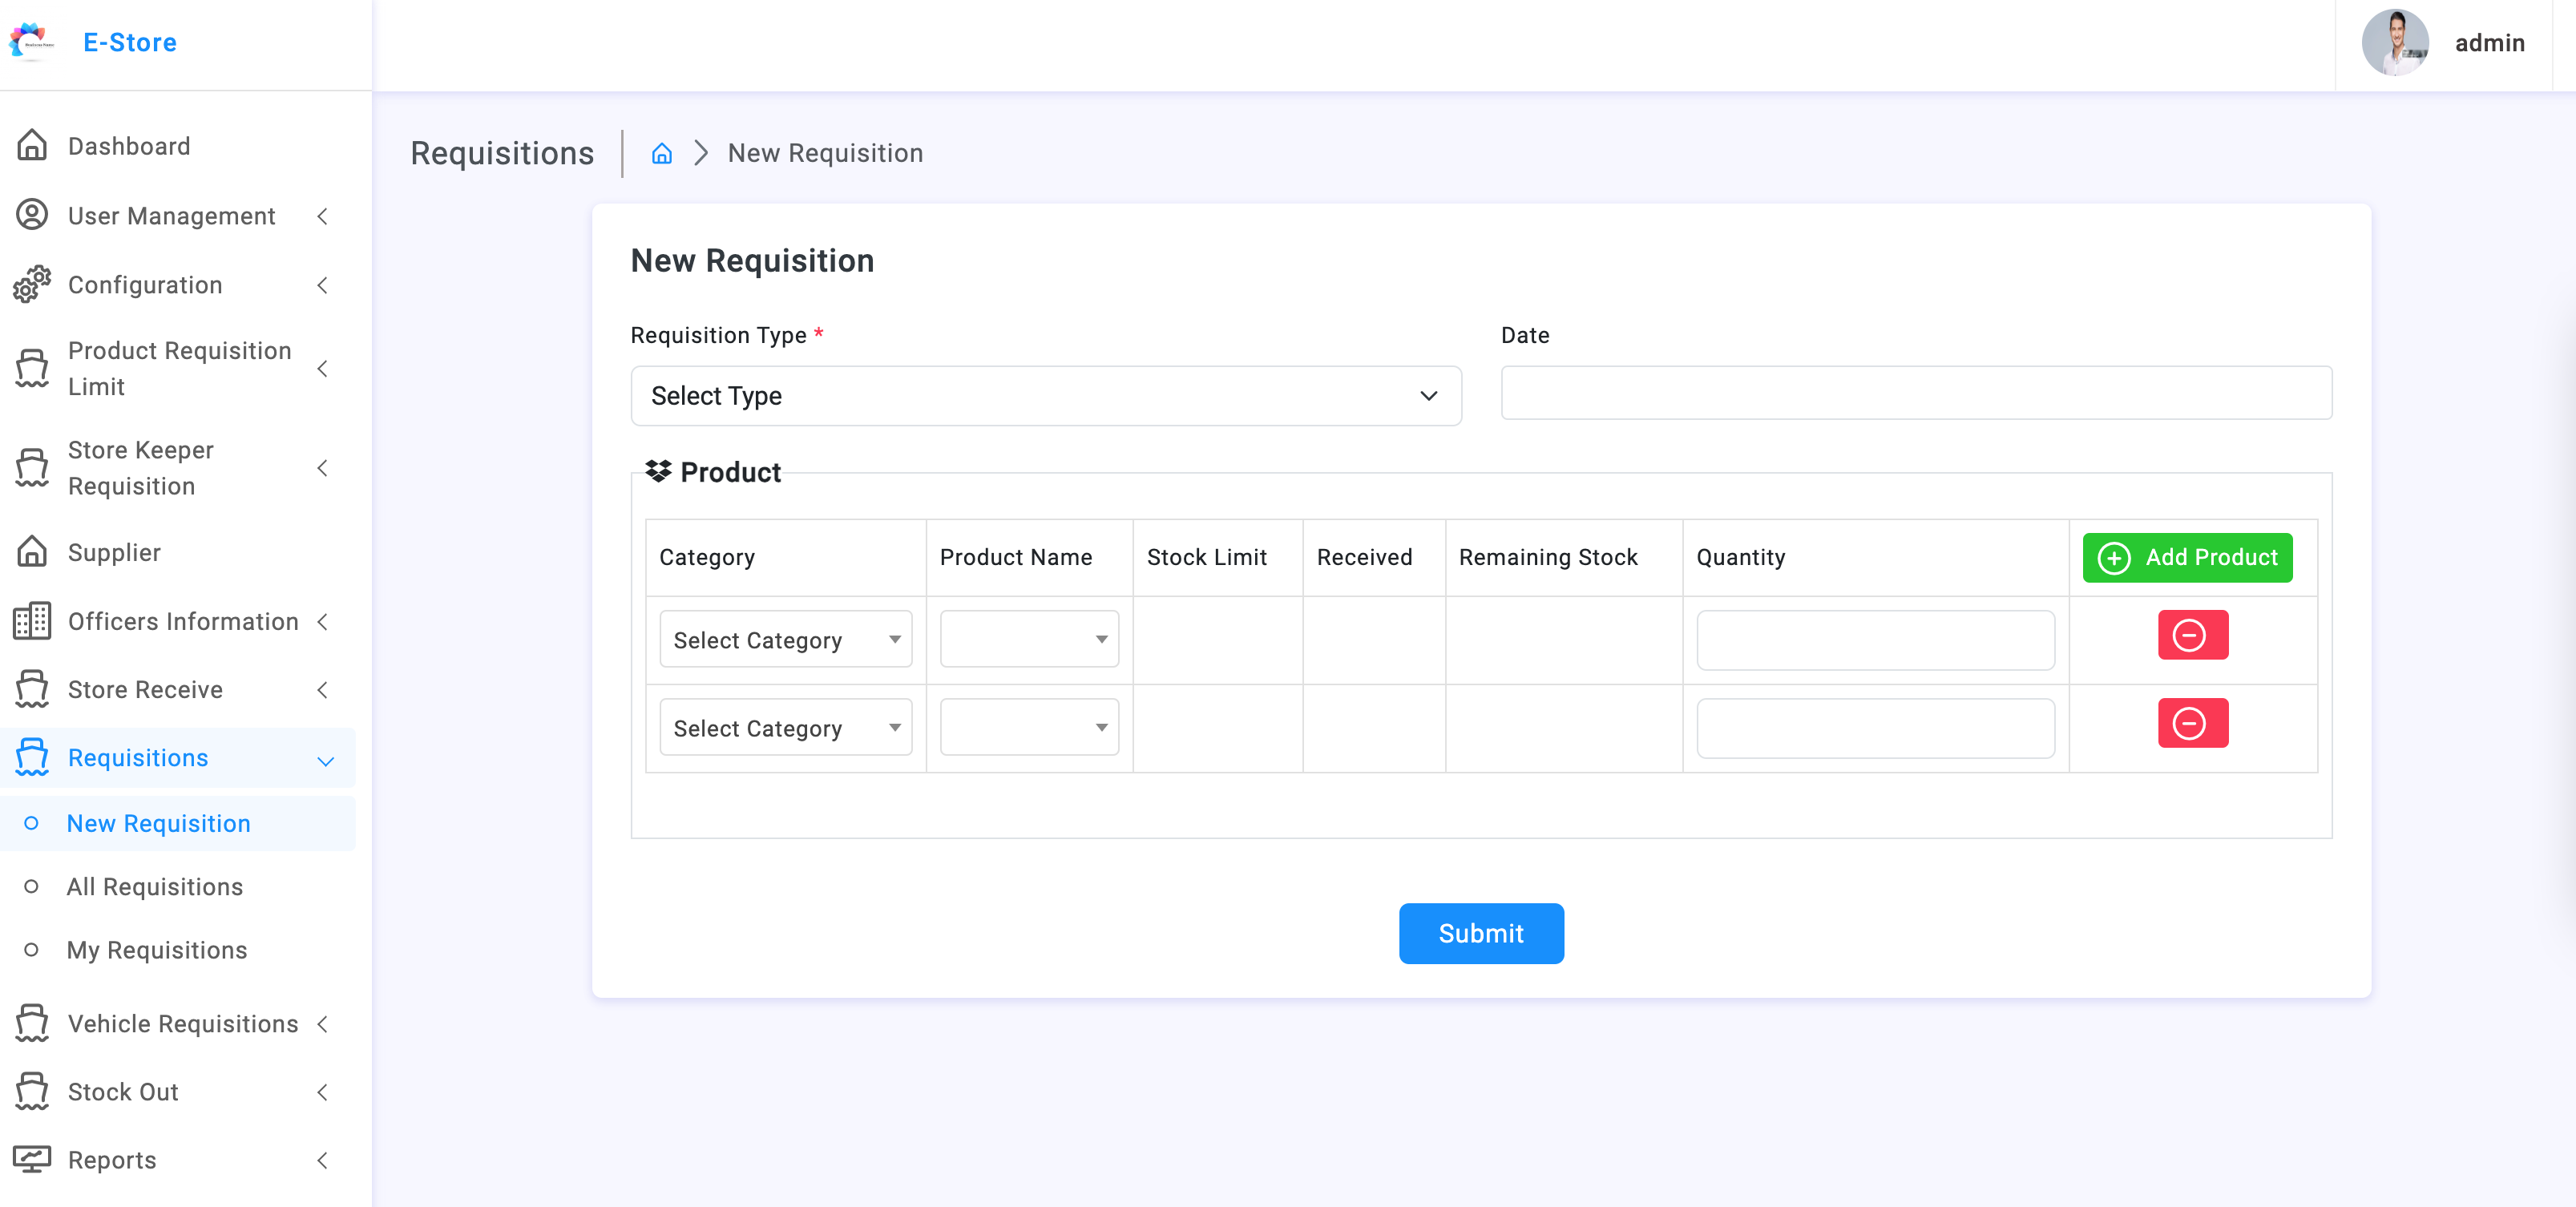 E-Store
admin
Dashboard
User Management
Configuration
Product Requisition
Limit
Store Keeper
Requisition
Supplier
Officers Information
Store Receive
Requisitions
New Requisition
All Requisitions
My Requisitions
Vehicle Requisitions
Stock Out
Reports
Requisitions
New Requisition
New Requisition
Requisition Type *
Date
Select Type
Product
Category Product Name Stock Limit Received Remaining Stock Quantity Add Product
Select Category
Select Category
Submit